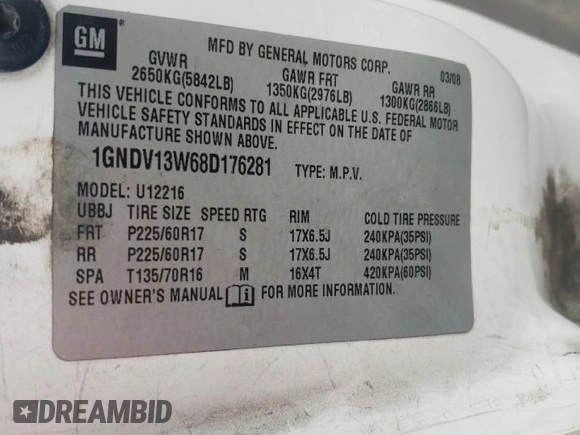 GM
MFD BY GENERAL MOTORS CORP.
03/08
GVWR GAWR FRT GAWR RR
2650KG(5842LB) 1350KG(2976LB) 1300KG(2866LB)
THIS VEHICLE CONFORMS TO ALL APPLICABLE U.S. FEDERAL MOTOR
VEHICLE SAFETY STANDARDS IN EFFECT ON THE DATE OF
MANUFACTURE SHOWN ABOVE.
1GNDV13W68D176281 TYPE: M.P.V.
MODEL: U12216
UBBJ TIRE SIZE SPEED RTG RIM COLD TIRE PRESSURE
FRT P225/60R17 S 17X6.5J 240KPA(35PSI)
RR P225/60R17 S 17X6.5J 240KPA(35PSI)
SPA T135/70R16 M 16X4T 420KPA(60PSI)
SEE OWNER'S MANUAL FOR MORE INFORMATION.
DREAMBID